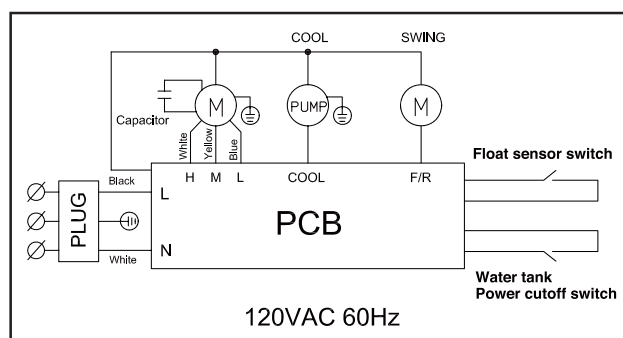 COOL
SWING
M
PUMP
M
Capacitor
White
Yellow
Blue
Float sensor switch
Black
H M L
COOL
F/R
L
PLUG
PCB
N
White
Water tank
Power cutoff switch
120VAC 60Hz